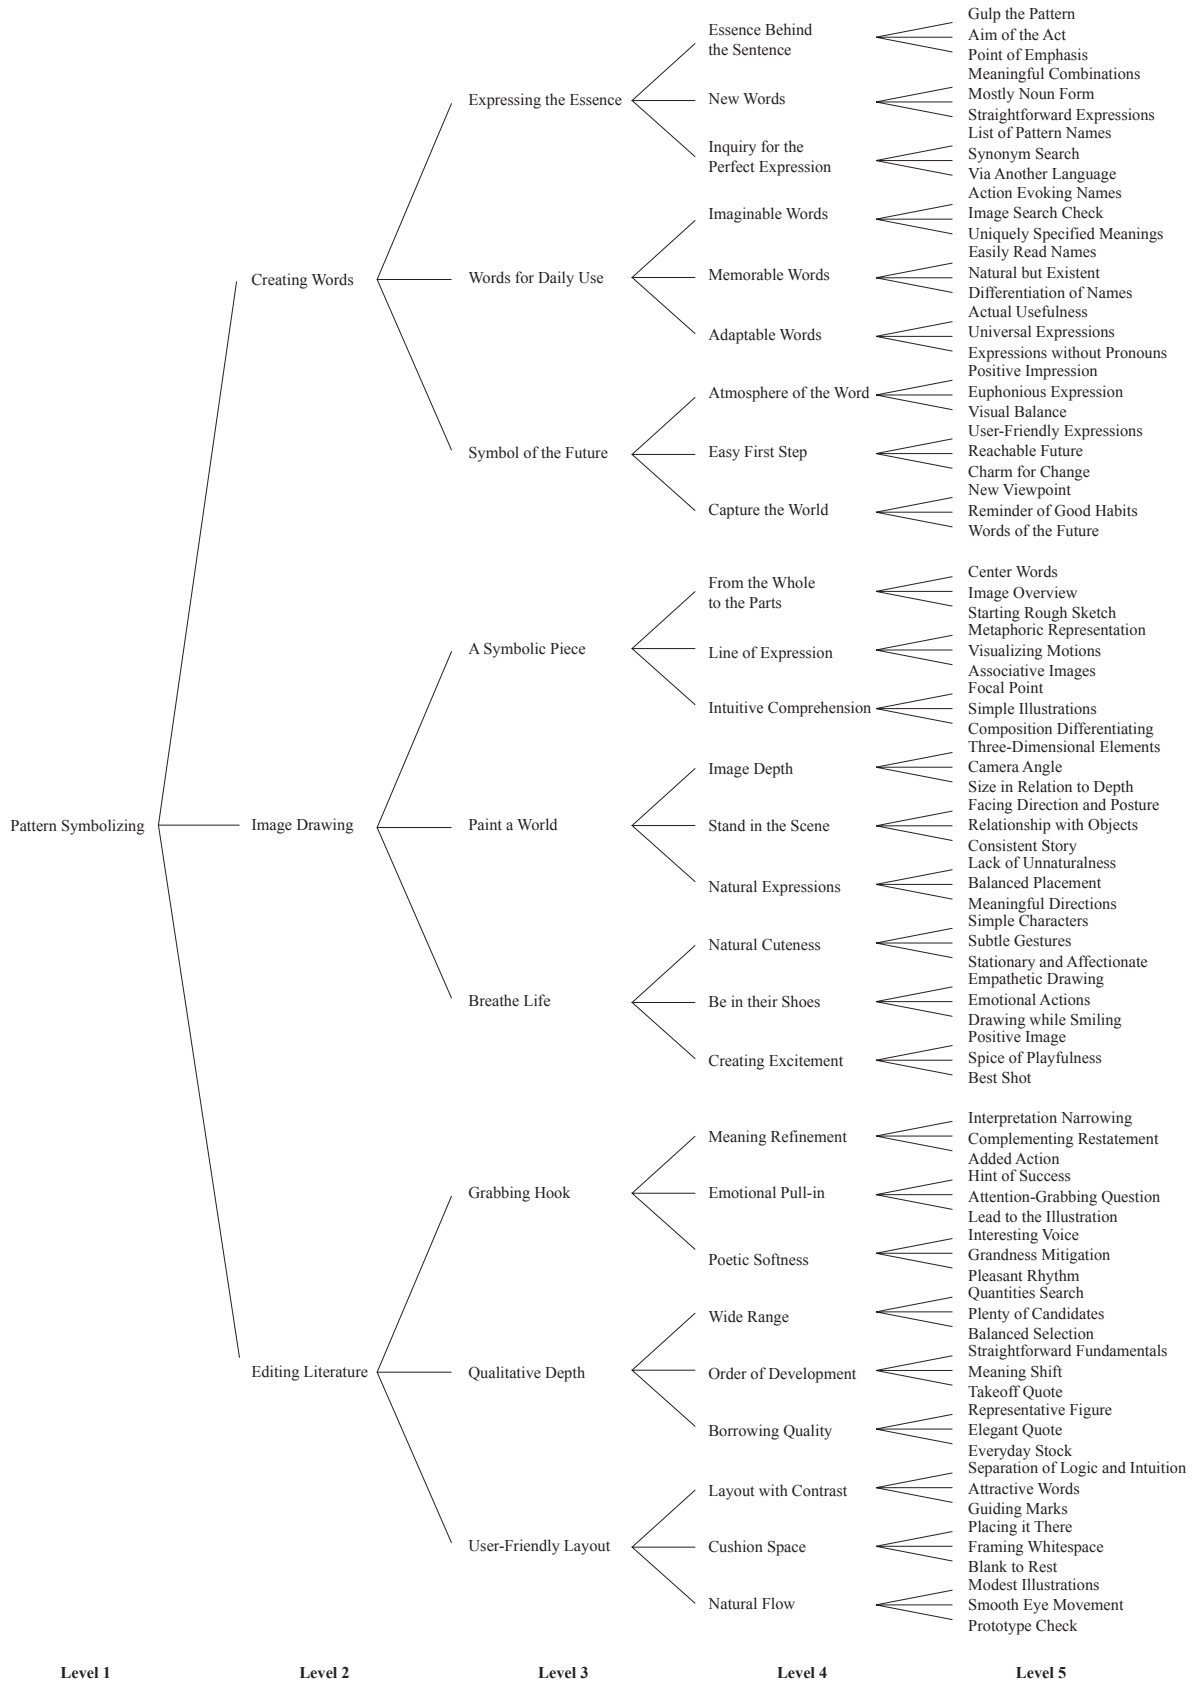 Pattern Symbolizing
Creating Words
Expressing the Essence
Essence Behind
the Sentence
Gulp the Pattern
Aim of the Act
Point of Emphasis
New Words
Meaningful Combinations
Mostly Noun Form
Straightforward Expressions
Inquiry for the
Perfect Expression
List of Pattern Names
Synonym Search
Via Another Language
Words for Daily Use
Imaginable Words
Action Evoking Names
Image Search Check
Uniquely Specified Meanings
Memorable Words
Easily Read Names
Natural but Existent
Differentiation of Names
Adaptable Words
Actual Usefulness
Universal Expressions
Expressions without Pronouns
Symbol of the Future
Atmosphere of the Word
Positive Impression
Euphonious Expression
Visual Balance
Easy First Step
User-Friendly Expressions
Reachable Future
Charm for Change
Capture the World
New Viewpoint
Reminder of Good Habits
Words of the Future
Image Drawing
A Symbolic Piece
From the Whole
to the Parts
Center Words
Image Overview
Starting Rough Sketch
Line of Expression
Metaphoric Representation
Visualizing Motions
Associative Images
Intuitive Comprehension
Focal Point
Simple Illustrations
Composition Differentiating
Paint a World
Image Depth
Three-Dimensional Elements
Camera Angle
Size in Relation to Depth
Stand in the Scene
Facing Direction and Posture
Relationship with Objects
Consistent Story
Natural Expressions
Lack of Unnaturalness
Balanced Placement
Meaningful Directions
Breathe Life
Natural Cuteness
Simple Characters
Subtle Gestures
Stationary and Affectionate
Be in their Shoes
Empathetic Drawing
Emotional Actions
Drawing while Smiling
Creating Excitement
Positive Image
Spice of Playfulness
Best Shot
Editing Literature
Grabbing Hook
Meaning Refinement
Interpretation Narrowing
Complementing Restatement
Added Action
Emotional Pull-in
Hint of Success
Attention-Grabbing Question
Lead to the Illustration
Poetic Softness
Interesting Voice
Grandness Mitigation
Pleasant Rhythm
Qualitative Depth
Wide Range
Quantities Search
Plenty of Candidates
Balanced Selection
Order of Development
Straightforward Fundamentals
Meaning Shift
Takeoff Quote
Borrowing Quality
Representative Figure
Elegant Quote
Everyday Stock
User-Friendly Layout
Layout with Contrast
Separation of Logic and Intuition
Attractive Words
Guiding Marks
Cushion Space
Placing it There
Framing Whitespace
Blank to Rest
Natural Flow
Modest Illustrations
Smooth Eye Movement
Prototype Check
Level 1
Level 2
Level 3
Level 4
Level 5